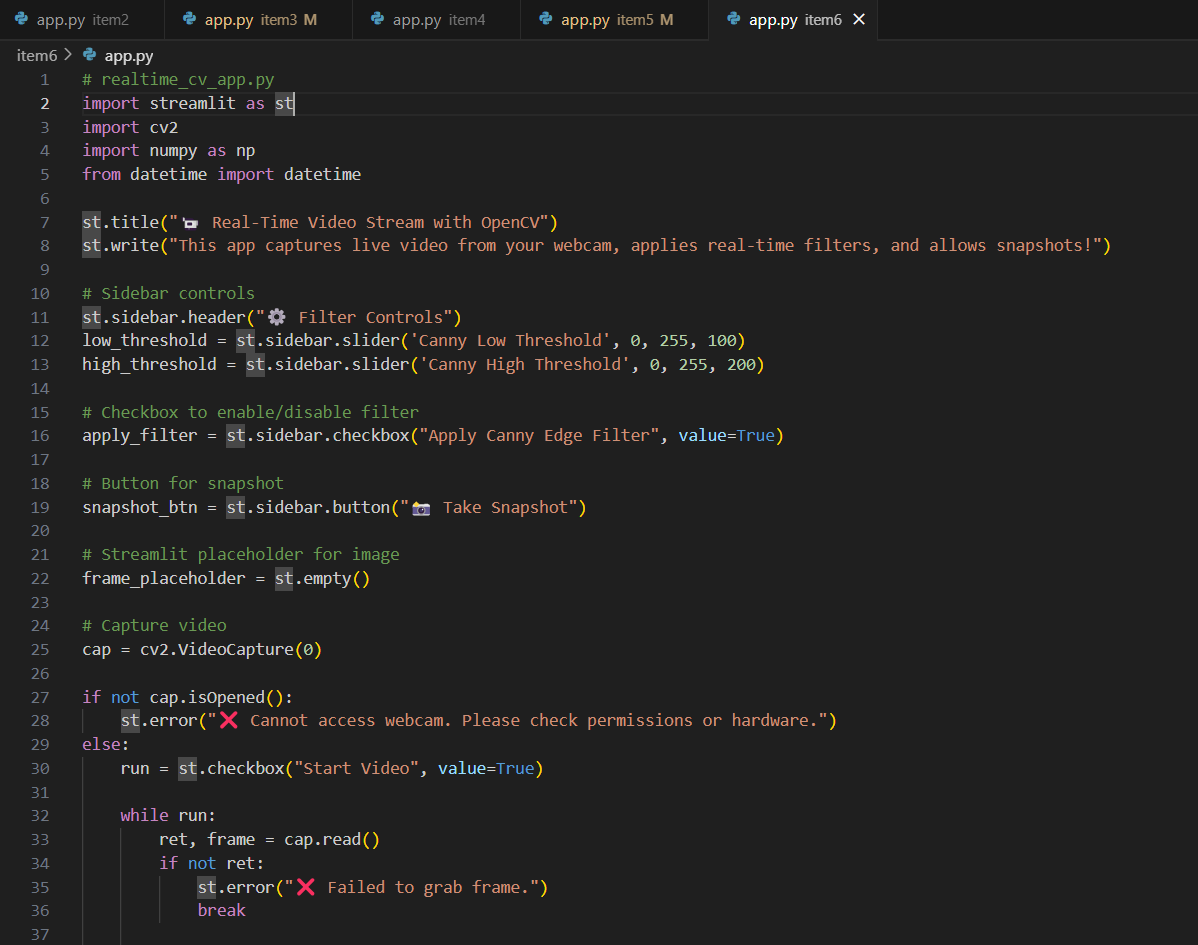 app.py item2
app.py item3 M
app.py item4
app.py item5 M
app.py item6
item6 > app.py
1 # realtime_cv_app.py
2 import streamlit as st
3 import cv2
4 import numpy as np
5 from datetime import datetime
6
7 st.title("📹 Real-Time Video Stream with OpenCV")
8 st.write("This app captures live video from your webcam, applies real-time filters, and allows snapshots!")
9
10 # Sidebar controls
11 st.sidebar.header("⚙️ Filter Controls")
12 low_threshold = st.sidebar.slider('Canny Low Threshold', 0, 255, 100)
13 high_threshold = st.sidebar.slider('Canny High Threshold', 0, 255, 200)
14
15 # Checkbox to enable/disable filter
16 apply_filter = st.sidebar.checkbox("Apply Canny Edge Filter", value=True)
17
18 # Button for snapshot
19 snapshot_btn = st.sidebar.button("📸 Take Snapshot")
20
21 # Streamlit placeholder for image
22 frame_placeholder = st.empty()
23
24 # Capture video
25 cap = cv2.VideoCapture(0)
26
27 if not cap.isOpened():
28     st.error("❌ Cannot access webcam. Please check permissions or hardware.")
29 else:
30     run = st.checkbox("Start Video", value=True)
31
32     while run:
33         ret, frame = cap.read()
34         if not ret:
35             st.error("❌ Failed to grab frame.")
36             break
37